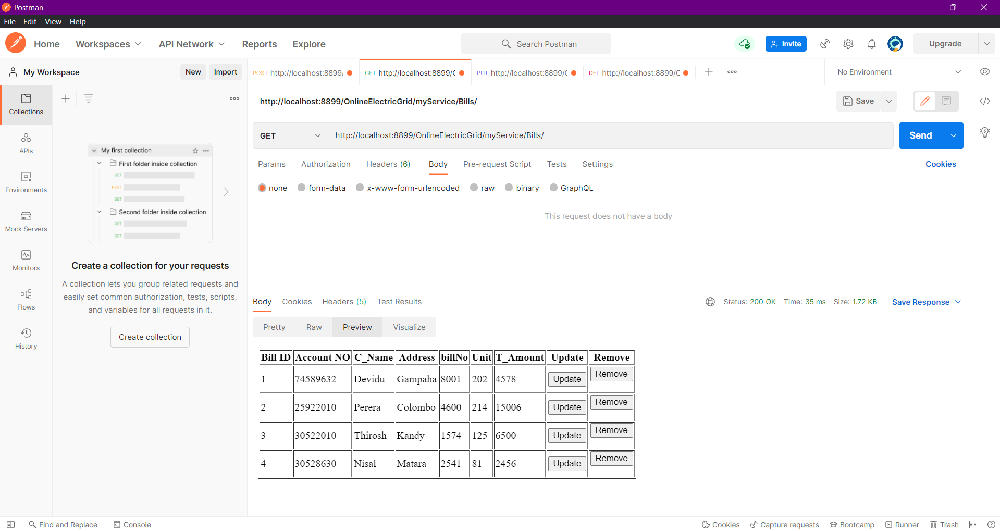 Postman
File Edit View Help
Home Workspaces API Network Reports Explore Search Postman Invite Upgrade
My Workspace New Import POST http://localhost:8899/ GET http://localhost:8899/C PUT http://localhost:8899/C DEL http://localhost:8899/C No Environment
Collections
APIs
Environments
Mock Servers
Monitors
Flows
History
My first collection
First folder inside collection
GET
POST
GET
Second folder inside collection
GET
GET
Create a collection for your requests
A collection lets you group related requests and
easily set common authorization, tests, scripts,
and variables for all requests in it.
Create collection
http://localhost:8899/OnlineElectricGrid/myService/Bills/ Save
GET http://localhost:8899/OnlineElectricGrid/myService/Bills/ Send
Params Authorization Headers (6) Body Pre-request Script Tests Settings Cookies
none form-data x-www-form-urlencoded raw binary GraphQL
This request does not have a body
Body Cookies Headers (5) Test Results Status: 200 OK Time: 35 ms Size: 1.72 KB Save Response
Pretty Raw Preview Visualize
Bill ID Account NO C_Name Address billNo Unit T_Amount Update Remove
1 74589632 Devidu Gampaha 8001 202 4578 Update Remove
2 25922010 Perera Colombo 4600 214 15006 Update Remove
3 30522010 Thirosh Kandy 1574 125 6500 Update Remove
4 30528630 Nisal Matara 2541 81 2456 Update Remove
Find and Replace Console Cookies Capture requests Bootcamp Runner Trash